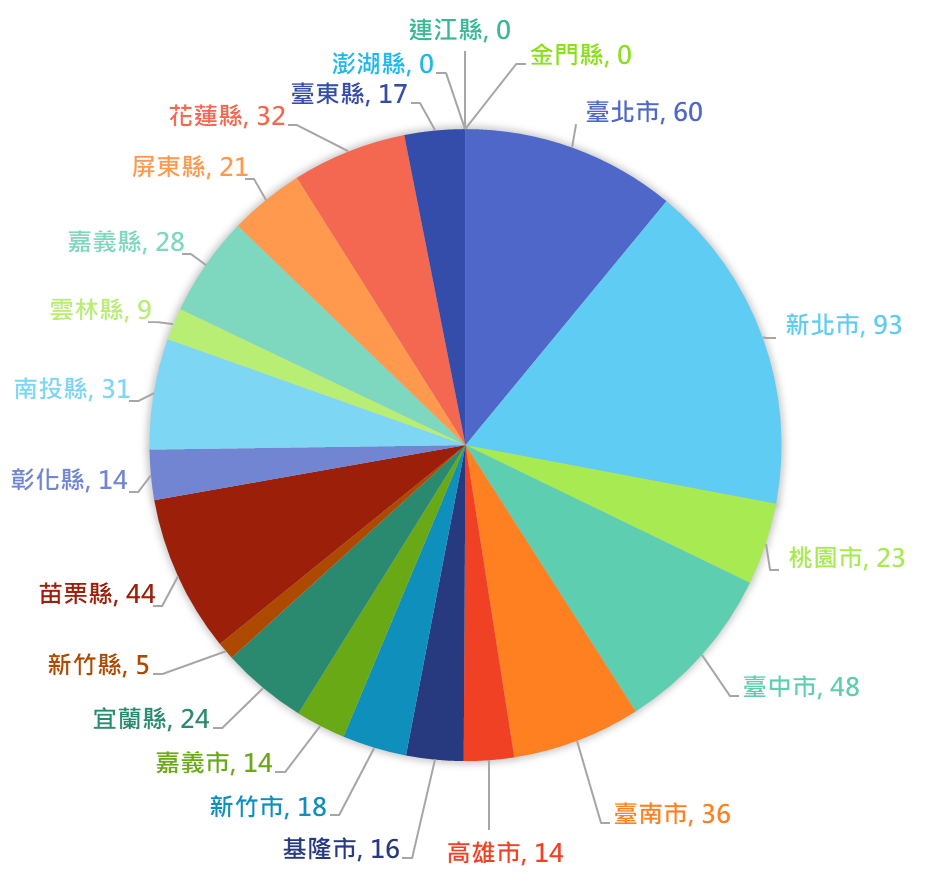 連江縣, 0
金門縣, 0
澎湖縣, 0
臺東縣, 17
臺北市, 60
花蓮縣, 32
屏東縣, 21
嘉義縣, 28
雲林縣, 9
新北市, 93
南投縣, 31
彰化縣, 14
桃園市, 23
苗栗縣, 44
新竹縣, 5
臺中市, 48
宜蘭縣, 24
嘉義市, 14
新竹市, 18
臺南市, 36
基隆市, 16
高雄市, 14